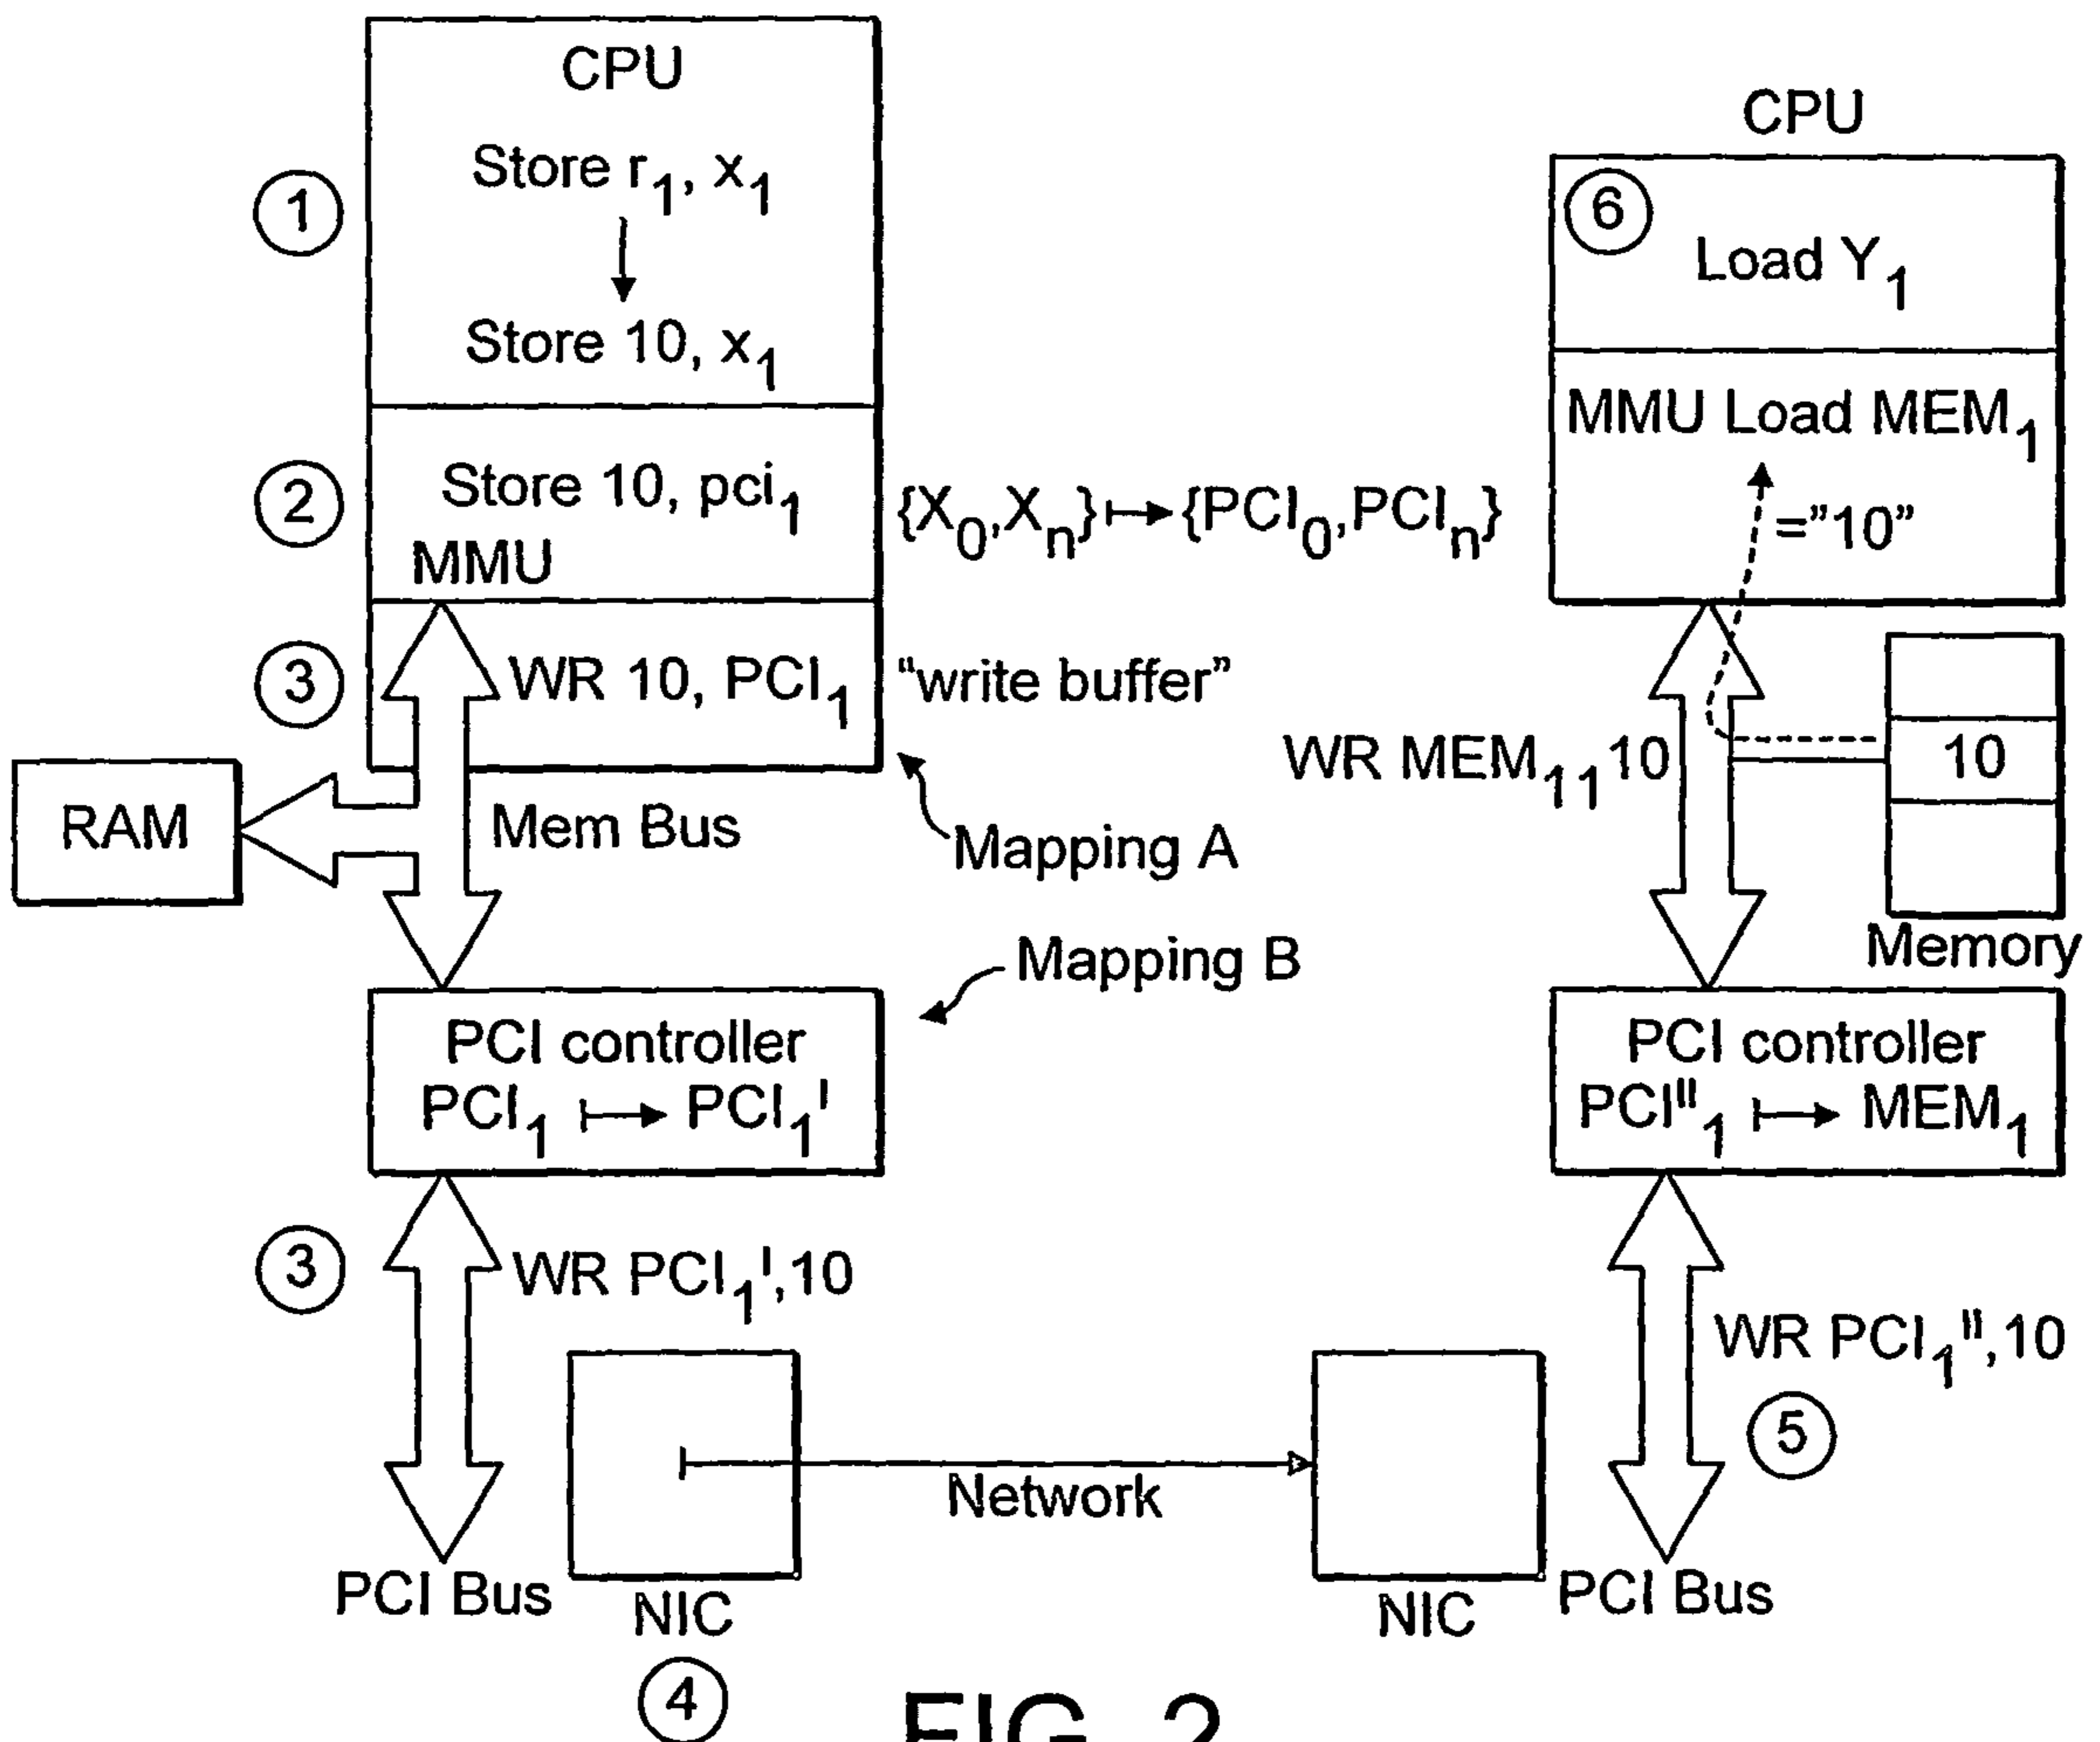 CPU
① Store r₁, x₁
Store 10, x₁
② Store 10, pci₁
MMU
{X₀,Xₙ}↦{PCI₀,PCIₙ}
③ WR 10, PCI₁
"write buffer"
RAM
Mem Bus
Mapping A
Mapping B
PCI controller
PCI₁ ↦ PCI₁'
③ WR PCI₁',10
PCI Bus
NIC
④
Network
NIC
CPU
⑥
Load Y₁
MMU Load MEM₁
="10"
WR MEM₁₁ 10
10
Memory
PCI controller
PCI"₁ ↦ MEM₁
WR PCI₁",10
⑤
PCI Bus
FIG. 2